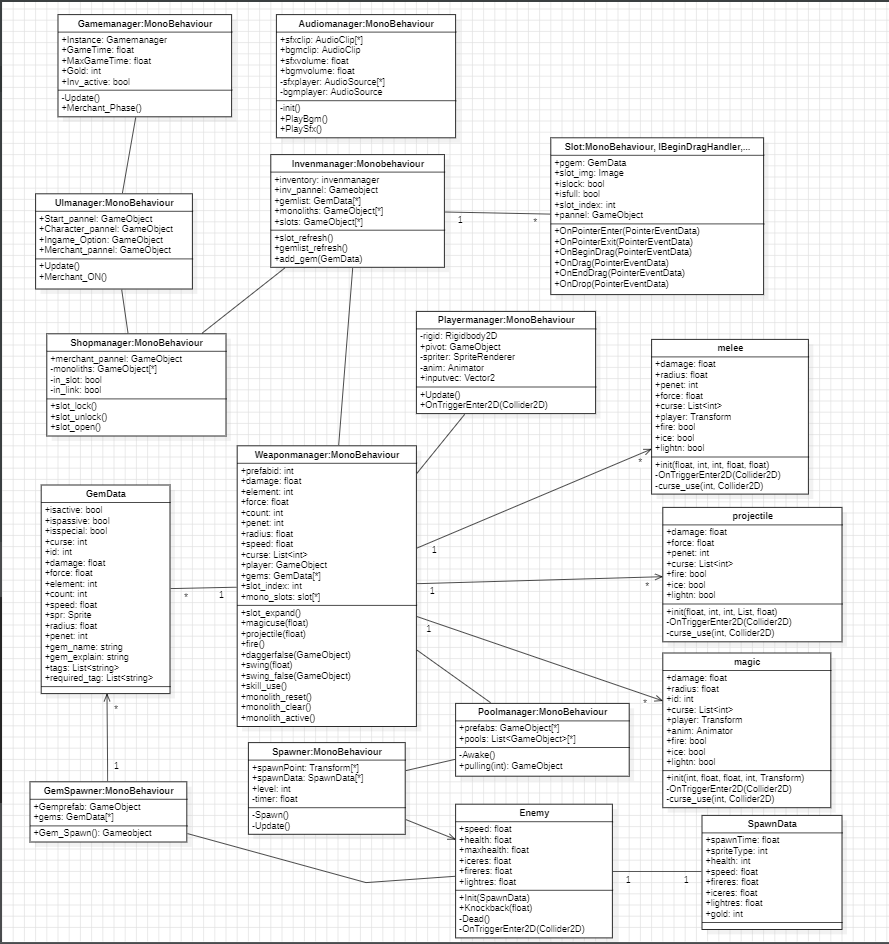 Gamemanager:MonoBehaviour
+Instance: Gamemanager
+GameTime: float
+MaxGameTime: float
+Gold: int
+Inv_active: bool
-Update()
+Merchant_Phase()
Audiomanager:MonoBehaviour
+sfxclip: AudioClip[*]
+bgmclip: AudioClip
+sfxvolume: float
+bgmvolume: float
-sfxplayer: AudioSource[*]
-bgmplayer: AudioSource
-init()
+PlayBgm()
+PlaySfx()
Slot:MonoBehaviour, IBeginDragHandler,...
+pgem: GemData
+slot_img: Image
+islock: bool
+isfull: bool
+slot_index: int
+pannel: GameObject
+OnPointerEnter(PointerEventData)
+OnPointerExit(PointerEventData)
+OnBeginDrag(PointerEventData)
+OnDrag(PointerEventData)
+OnEndDrag(PointerEventData)
+OnDrop(PointerEventData)
Invenmanager:Monobehaviour
+inventory: invenmanager
+inv_pannel: Gameobject
+gemlist: GemData[*]
+monoliths: GameObject[*]
+slots: GameObject[*]
+slot_refresh()
+gemlist_refresh()
+add_gem(GemData)
1
*
UImanager:MonoBehaviour
+Start_pannel: GameObject
+Character_pannel: GameObject
+Ingame_Option: GameObject
+Merchant_pannel: GameObject
+Update()
+Merchant_ON()
Shopmanager:MonoBehaviour
+merchant_pannel: GameObject
-monoliths: GameObject[*]
-in_slot: bool
-in_link: bool
+slot_lock()
+slot_unlock()
+slot_open()
Playermanager:MonoBehaviour
-rigid: Rigidbody2D
+pivot: GameObject
-spriter: SpriteRenderer
-anim: Animator
+inputvec: Vector2
+Update()
+OnTriggerEnter2D(Collider2D)
melee
+damage: float
+radius: float
+penet: int
+force: float
+curse: List<int>
+player: Transform
+fire: bool
+ice: bool
+lightn: bool
+init(float, int, int, float, float)
-OnTriggerEnter2D(Collider2D)
-curse_use(int, Collider2D)
Weaponmanager:MonoBehaviour
+prefabid: int
+damage: float
+element: int
+force: float
+count: int
+penet: int
+radius: float
+speed: float
+curse: List<int>
+player: GameObject
+gems: GemData[*]
+slot_index: int
+mono_slots: slot[*]
+slot_expand()
+magicuse(float)
+projectile(float)
+fire()
+daggerfalse(GameObject)
+swing(float)
+swing_false(GameObject)
+skill_use()
+monolith_reset()
+monolith_clear()
+monolith_active()
1
*
1
*
1
*
GemData
+isactive: bool
+ispassive: bool
+isspecial: bool
+curse: int
+id: int
+damage: float
+force: float
+element: int
+count: int
+speed: float
+spr: Sprite
+radius: float
+penet: int
+gem_name: string
+gem_explain: string
+tags: List<string>
+required_tag: List<string>
*
1
projectile
+damage: float
+force: float
+penet: int
+curse: List<int>
+fire: bool
+ice: bool
+lightn: bool
+init(float, int, int, List, float)
-OnTriggerEnter2D(Collider2D)
-curse_use(int, Collider2D)
magic
+damage: float
+radius: float
+id: int
+curse: List<int>
+player: Transform
+anim: Animator
+fire: bool
+ice: bool
+lightn: bool
+init(int, float, float, int, Transform)
-OnTriggerEnter2D(Collider2D)
-curse_use(int, Collider2D)
Poolmanager:MonoBehaviour
+prefabs: GameObject[*]
+pools: List<GameObject>[*]
-Awake()
+pulling(int): GameObject
*
1
GemSpawner:MonoBehaviour
+Gemprefab: GameObject
+gems: GemData[*]
+Gem_Spawn(): Gameobject
Spawner:MonoBehaviour
+spawnPoint: Transform[*]
+spawnData: SpawnData[*]
+level: int
-timer: float
-Spawn()
-Update()
Enemy
+speed: float
+health: float
+maxhealth: float
+iceres: float
+fireres: float
+lightres: float
+Init(SpawnData)
+Knockback(float)
-Dead()
-OnTriggerEnter2D(Collider2D)
1
1
SpawnData
+spawnTime: float
+spriteType: int
+health: int
+speed: float
+fireres: float
+iceres: float
+lightres: float
+gold: int